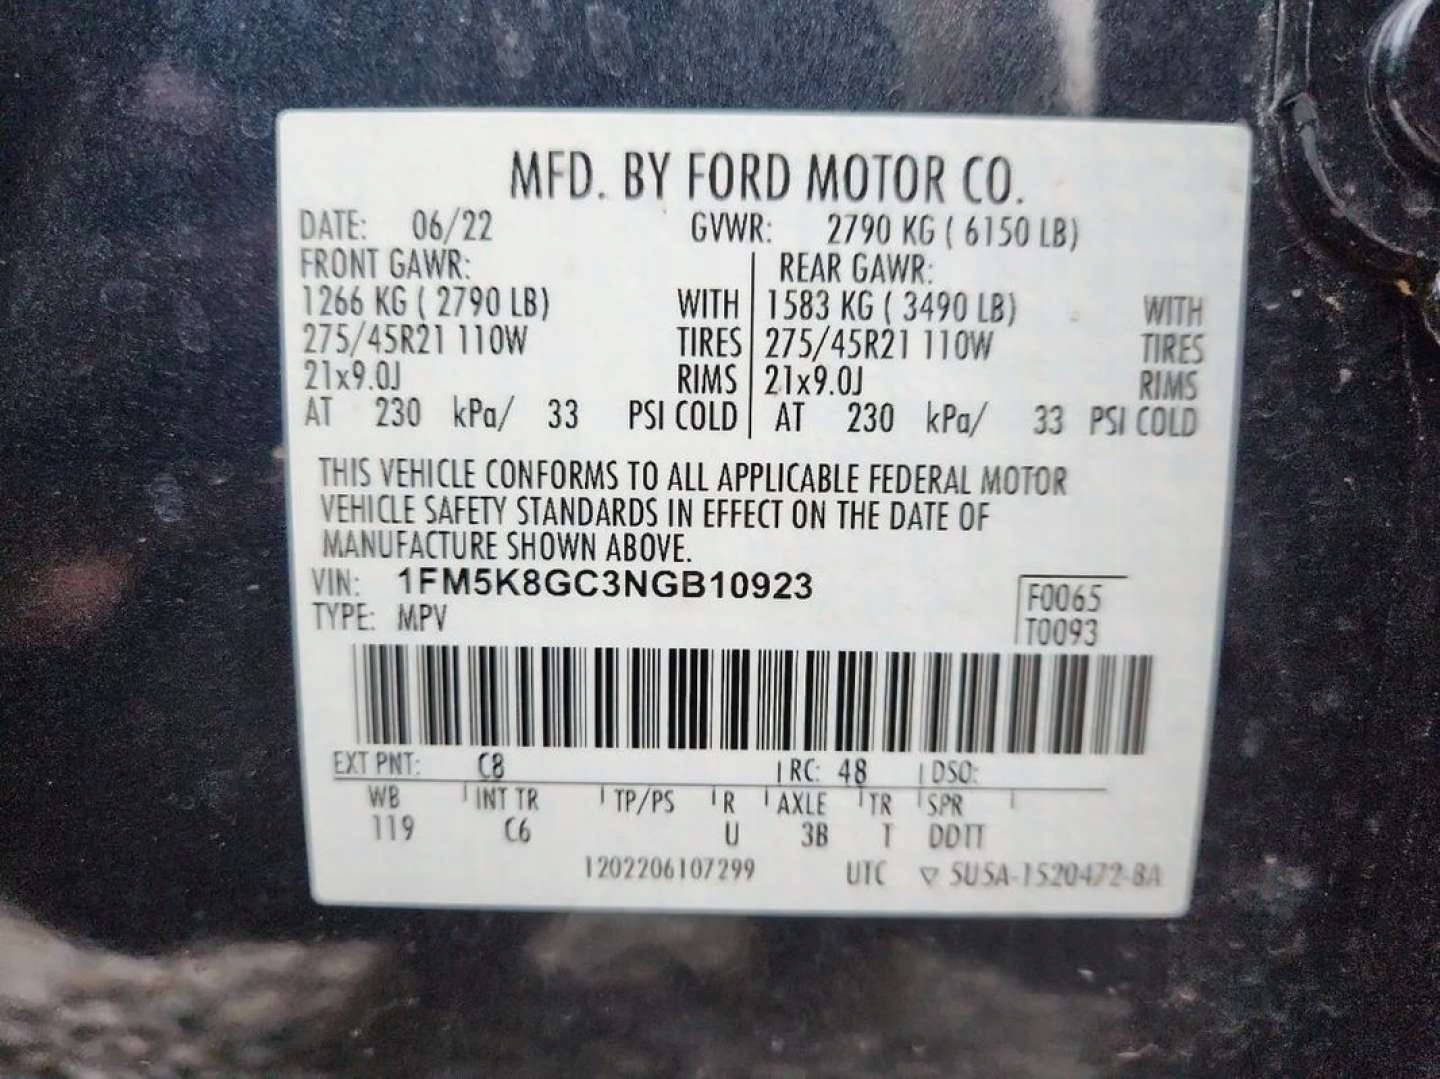 MFD. BY FORD MOTOR CO.
DATE: 06/22 GVWR: 2790 KG ( 6150 LB)
FRONT GAWR: REAR GAWR:
1266 KG ( 2790 LB) WITH 1583 KG ( 3490 LB) WITH
275/45R21 110W TIRES 275/45R21 110W TIRES
21x9.0J RIMS 21x9.0J RIMS
AT 230 kPa/ 33 PSI COLD AT 230 kPa/ 33 PSI COLD
THIS VEHICLE CONFORMS TO ALL APPLICABLE FEDERAL MOTOR
VEHICLE SAFETY STANDARDS IN EFFECT ON THE DATE OF
MANUFACTURE SHOWN ABOVE.
VIN: 1FM5K8GC3NGB10923
F0065
TYPE: MPV
T0093
EXT PNT: C8 RC: 48 DSO:
WB INT TR TP/PS R AXLE TR SPR
119 C6 U 3B T DDTT
1202206107299 UTC ▽ SU5A-1520472-BA